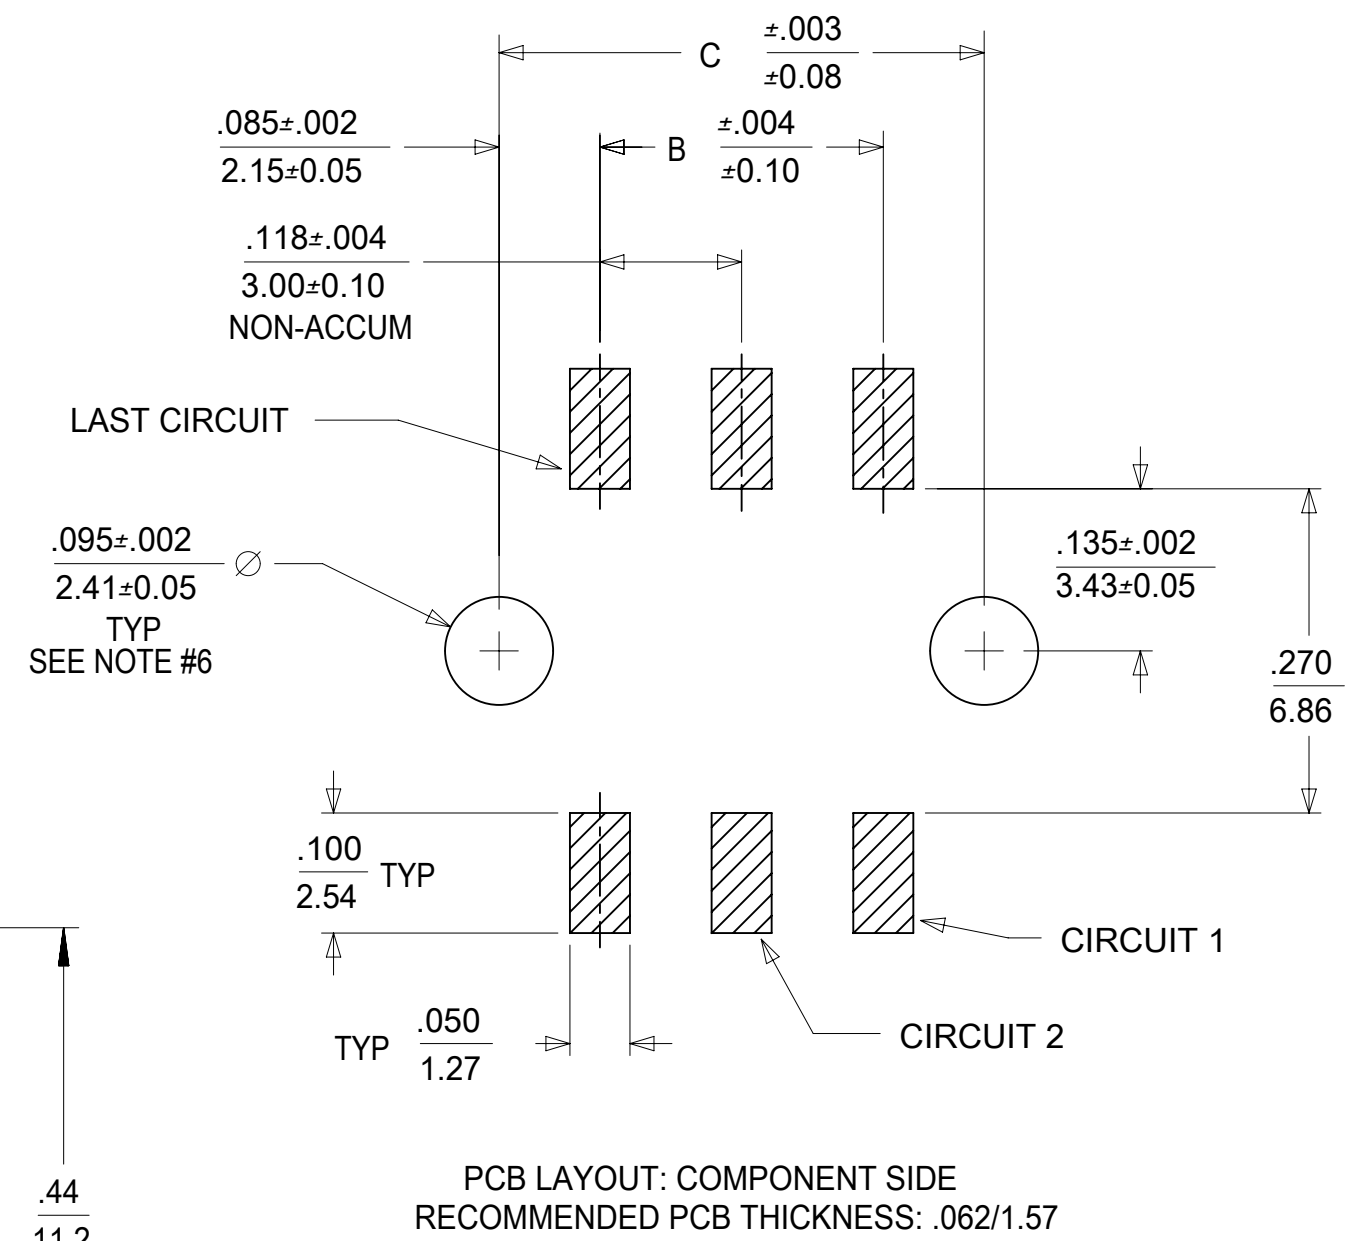 ±.003
C
±0.08
.085±.002
2.15±0.05
±.004
B
±0.10
.118±.004
3.00±0.10
NON-ACCUM
LAST CIRCUIT
.095±.002
∅
2.41±0.05
TYP
SEE NOTE #6
.135±.002
3.43±0.05
.270
6.86
.100
TYP
2.54
CIRCUIT 1
.050
TYP
1.27
CIRCUIT 2
PCB LAYOUT: COMPONENT SIDE
RECOMMENDED PCB THICKNESS: .062/1.57
.44
11.2